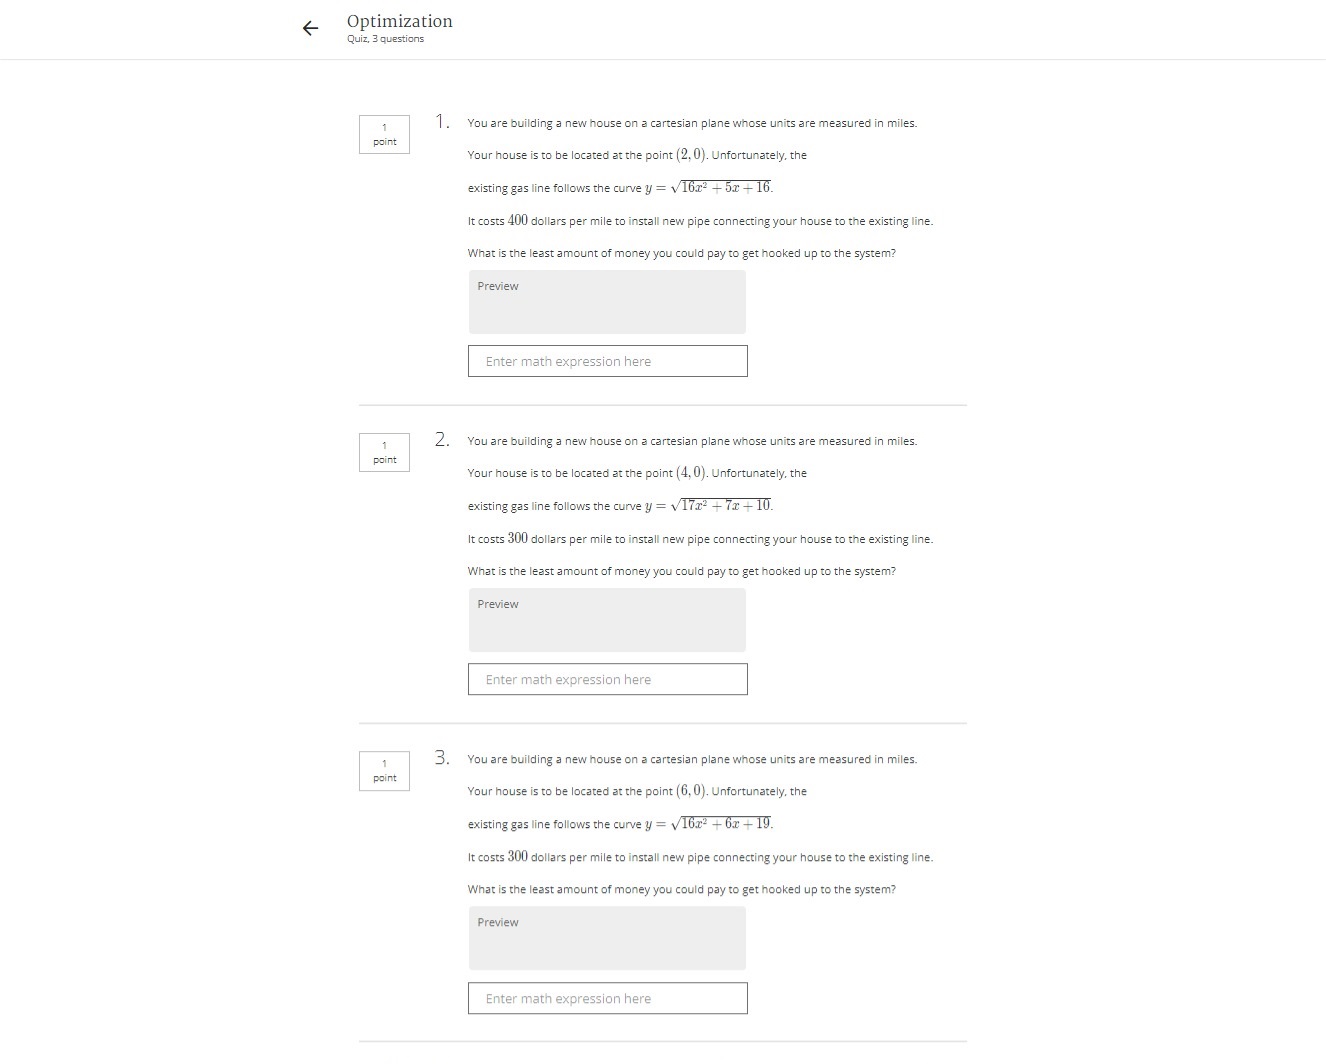 Optimization
Quiz, 3 questions
1
point
1.
You are building a new house on a cartesian plane whose units are measured in miles.
Your house is to be located at the point (2, 0). Unfortunately, the
existing gas line follows the curve y = √16x² + 5x + 16.
It costs 400 dollars per mile to install new pipe connecting your house to the existing line.
What is the least amount of money you could pay to get hooked up to the system?
Preview
Enter math expression here
1
point
2.
You are building a new house on a cartesian plane whose units are measured in miles.
Your house is to be located at the point (4, 0). Unfortunately, the
existing gas line follows the curve y = √17x² + 7x + 10.
It costs 300 dollars per mile to install new pipe connecting your house to the existing line.
What is the least amount of money you could pay to get hooked up to the system?
Preview
Enter math expression here
1
point
3.
You are building a new house on a cartesian plane whose units are measured in miles.
Your house is to be located at the point (6, 0). Unfortunately, the
existing gas line follows the curve y = √16x² + 6x + 19.
It costs 300 dollars per mile to install new pipe connecting your house to the existing line.
What is the least amount of money you could pay to get hooked up to the system?
Preview
Enter math expression here